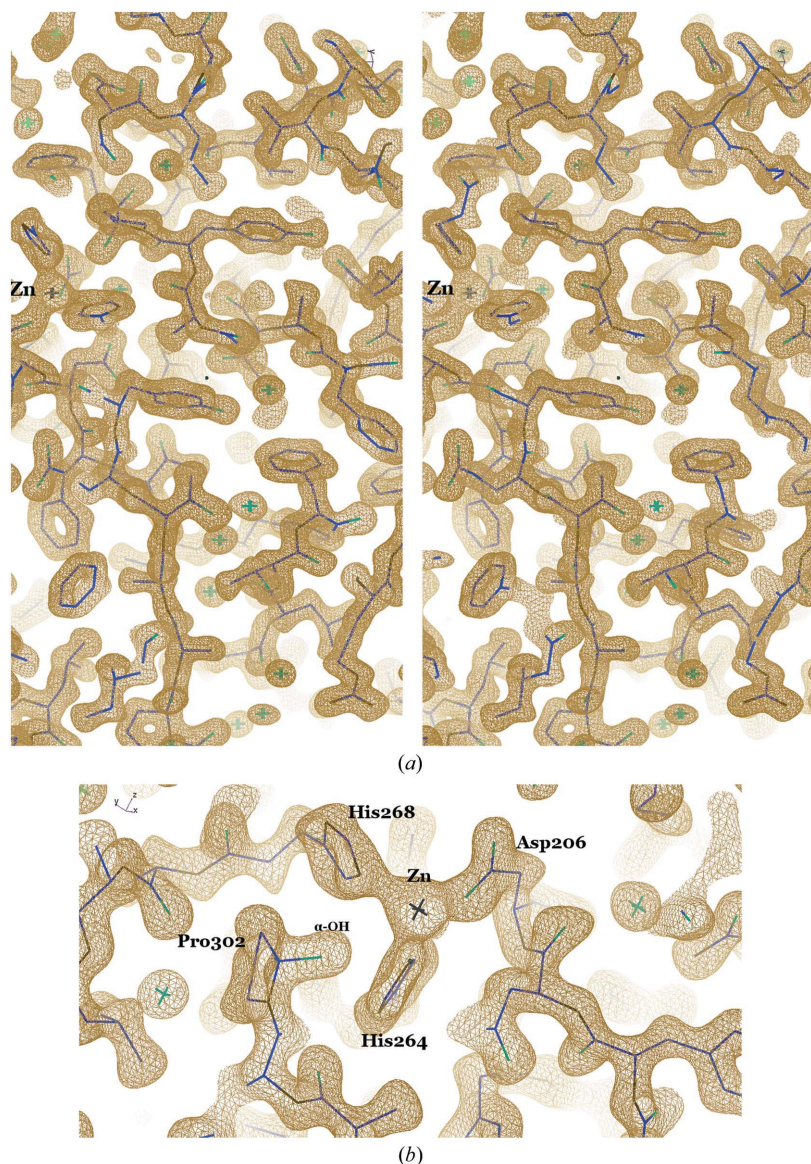 Zn
Zn
(a)
z
y
x
His268
Asp206
Zn
α-OH
Pro302
His264
(b)